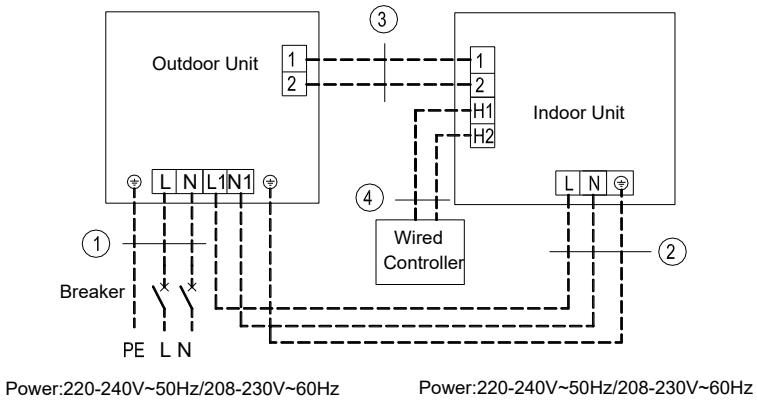 3
Outdoor Unit
1
2
1
2
H1
H2
Indoor Unit
L N L1 N1
L N
4
Wired
Controller
1
2
Breaker
PE L N
Power:220-240V~50Hz/208-230V~60Hz
Power:220-240V~50Hz/208-230V~60Hz